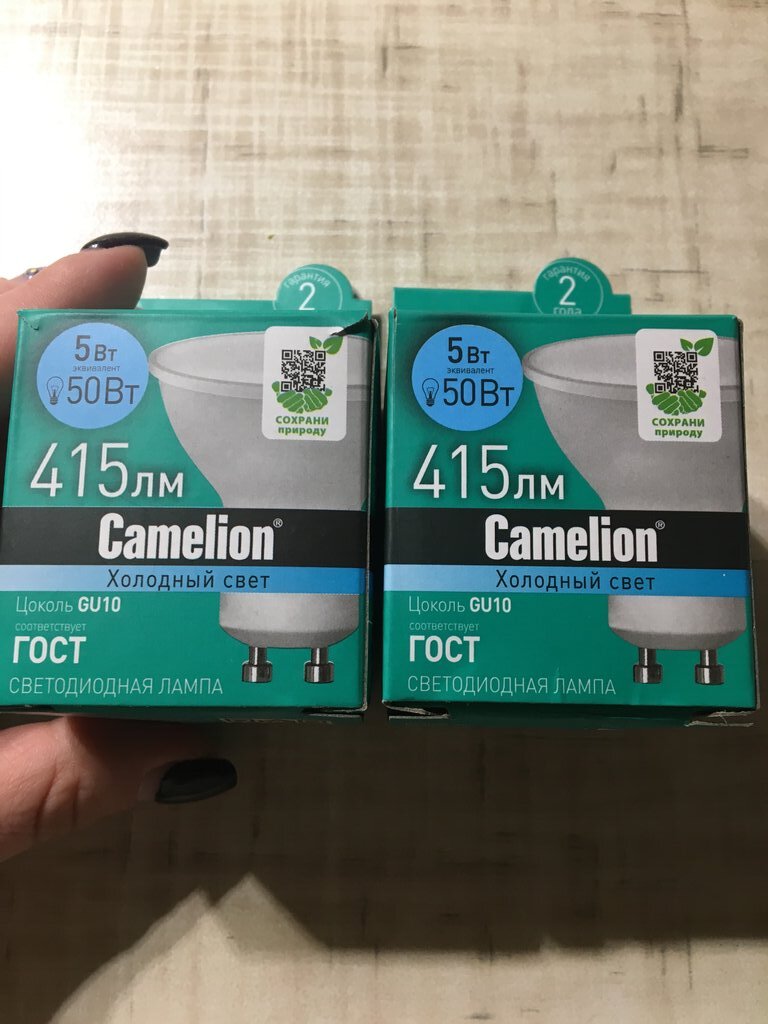 гарантия
2
5Вт
эквивалент
50Вт
СОХРАНИ
природу
415лм
Camelion®
Холодный свет
Цоколь GU10
соответствует
ГОСТ
СВЕТОДИОДНАЯ ЛАМПА
гарантия
2
года
5Вт
эквивалент
50Вт
СОХРАНИ
природу
415лм
Camelion®
Холодный свет
Цоколь GU10
соответствует
ГОСТ
СВЕТОДИОДНАЯ ЛАМПА